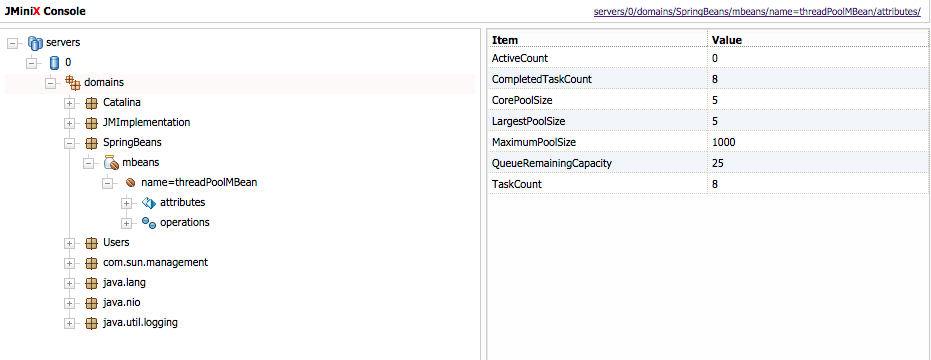 JMiniX Console
servers/0/domains/SpringBeans/mbeans/name=threadPoolMBean/attributes/
servers
0
domains
Catalina
JMImplementation
SpringBeans
mbeans
name=threadPoolMBean
attributes
operations
Users
com.sun.management
java.lang
java.nio
java.util.logging
Item Value
ActiveCount 0
CompletedTaskCount 8
CorePoolSize 5
LargestPoolSize 5
MaximumPoolSize 1000
QueueRemainingCapacity 25
TaskCount 8